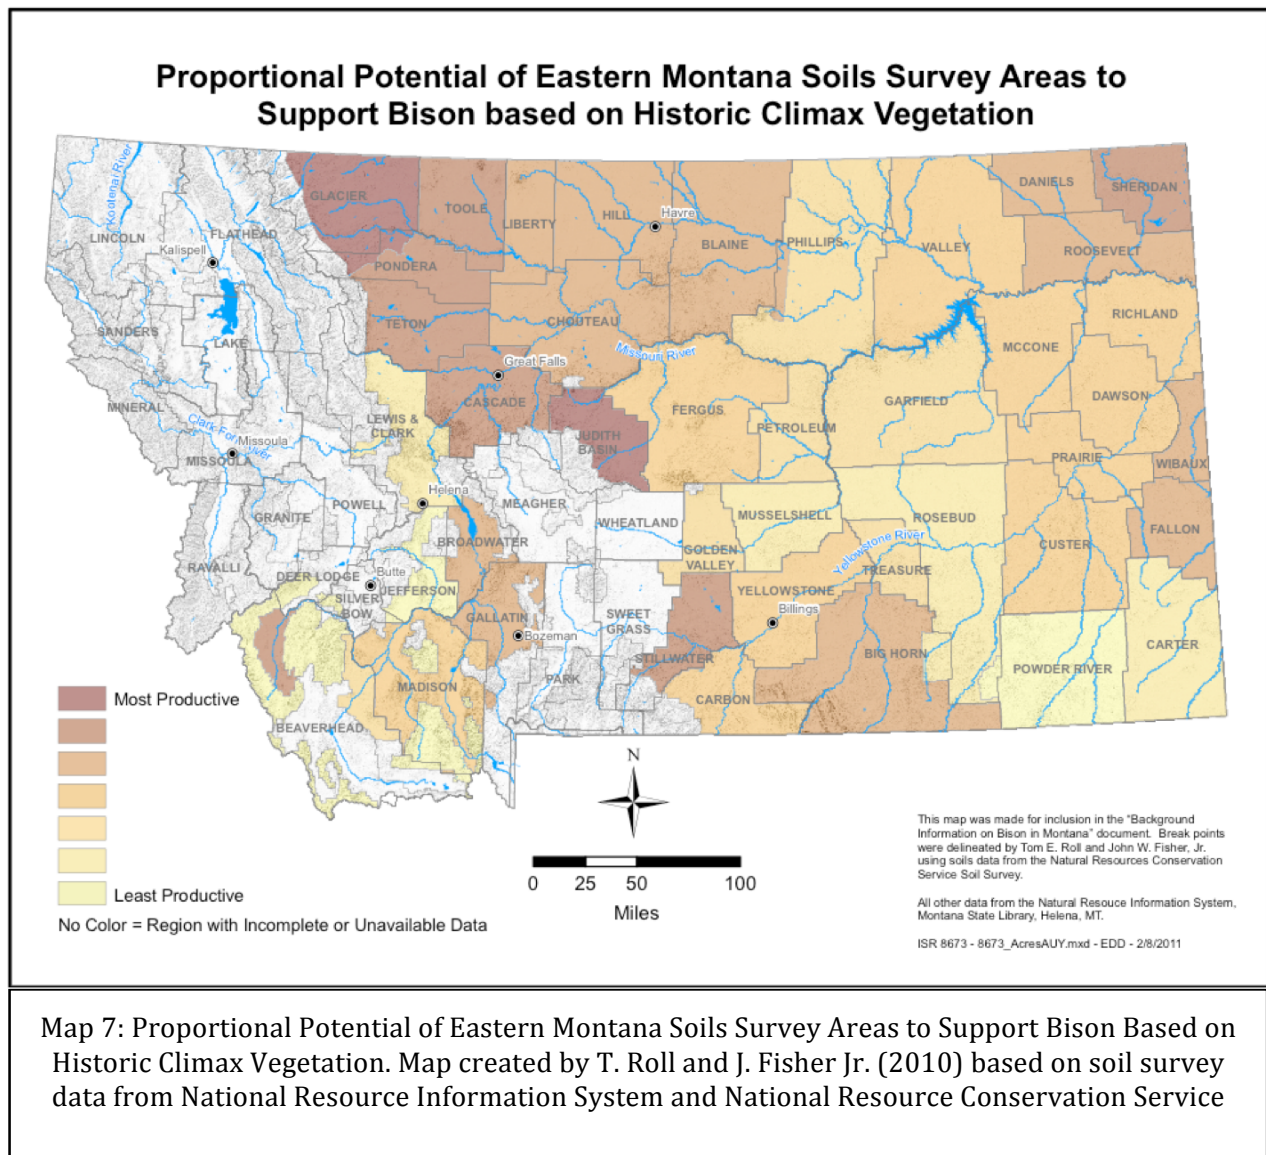 Proportional Potential of Eastern Montana Soils Survey Areas to
Support Bison based on Historic Climax Vegetation
Kootenai River
LINCOLN
FLATHEAD
Kalispell
GLACIER
TOOLE
LIBERTY
HILL
Havre
BLAINE
PHILLIPS
VALLEY
DANIELS
SHERIDAN
ROOSEVELT
PONDERA
TETON
CHOUTEAU
Missouri River
RICHLAND
MCCONE
SANDERS
LAKE
Great Falls
CASCADE
JUDITH
BASIN
FERGUS
PETROLEUM
GARFIELD
DAWSON
MINERAL
Clark Fork River
Missoula
MISSOULA
LEWIS &
CLARK
PRAIRIE
WIBAUX
POWELL
Helena
MEAGHER
WHEATLAND
MUSSELSHELL
ROSEBUD
GRANITE
BROADWATER
GOLDEN
VALLEY
Yellowstone River
TREASURE
CUSTER
FALLON
RAVALLI
DEER LODGE
Butte
SILVER
BOW
JEFFERSON
GALLATIN
Bozeman
SWEET
GRASS
YELLOWSTONE
Billings
STILLWATER
BIG HORN
POWDER RIVER
CARTER
PARK
CARBON
MADISON
BEAVERHEAD
Most Productive
Least Productive
No Color = Region with Incomplete or Unavailable Data
N
0 25 50 100
Miles
This map was made for inclusion in the "Background
Information on Bison in Montana" document. Break points
were delineated by Tom E. Roll and John W. Fisher, Jr.
using soils data from the Natural Resources Conservation
Service Soil Survey.
All other data from the Natural Resouce Information System,
Montana State Library, Helena, MT.
ISR 8673 - 8673_AcresAUY.mxd - EDD - 2/8/2011
Map 7: Proportional Potential of Eastern Montana Soils Survey Areas to Support Bison Based on
Historic Climax Vegetation. Map created by T. Roll and J. Fisher Jr. (2010) based on soil survey
data from National Resource Information System and National Resource Conservation Service